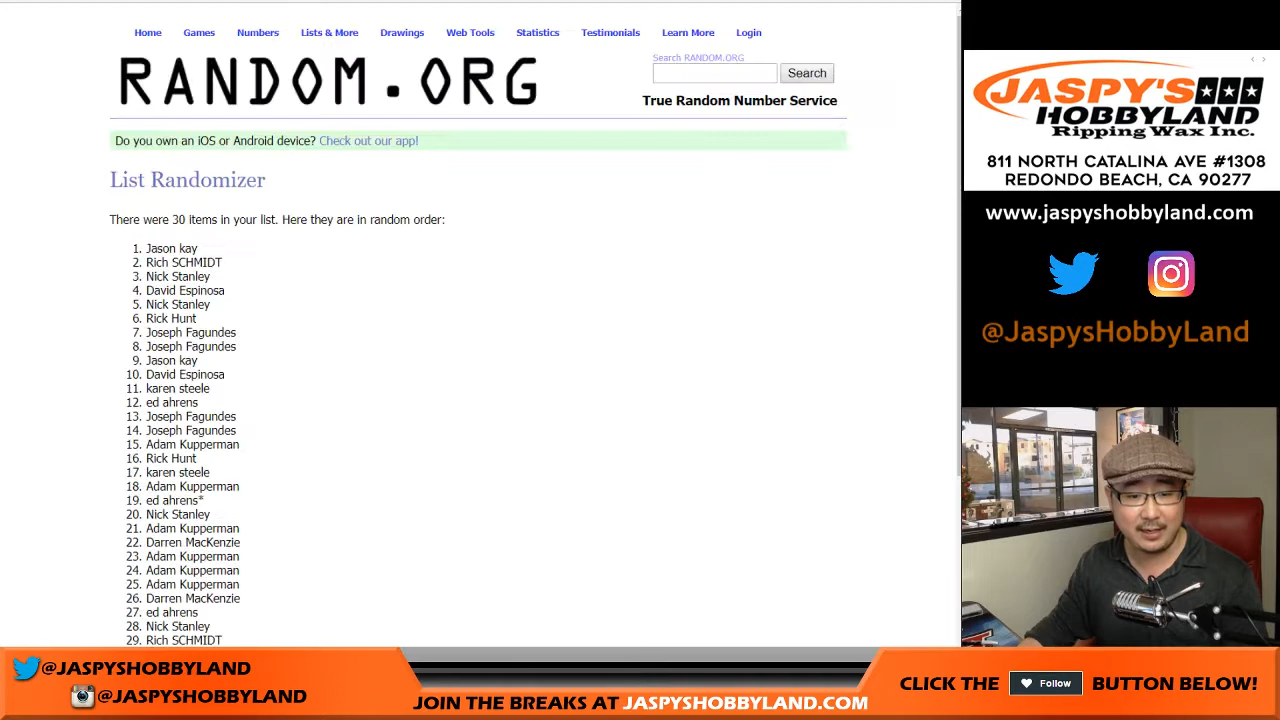 Home Games Numbers Lists & More Drawings Web Tools Statistics Testimonials Learn More Login
RANDOM.ORG
Search RANDOM.ORG
Search
True Random Number Service
Do you own an iOS or Android device? Check out our app!
List Randomizer
There were 30 items in your list. Here they are in random order:
1. Jason kay
2. Rich SCHMIDT
3. Nick Stanley
4. David Espinosa
5. Nick Stanley
6. Rick Hunt
7. Joseph Fagundes
8. Joseph Fagundes
9. Jason kay
10. David Espinosa
11. karen steele
12. ed ahrens
13. Joseph Fagundes
14. Joseph Fagundes
15. Adam Kupperman
16. Rick Hunt
17. karen steele
18. Adam Kupperman
19. ed ahrens*
20. Nick Stanley
21. Adam Kupperman
22. Darren MacKenzie
23. Adam Kupperman
24. Adam Kupperman
25. Adam Kupperman
26. Darren MacKenzie
27. ed ahrens
28. Nick Stanley
29. Rich SCHMIDT
JASPY'S
HOBBYLAND
Ripping Wax Inc.
811 NORTH CATALINA AVE #1308
REDONDO BEACH, CA 90277
www.jaspyshobbyland.com
@JaspysHobbyLand
@JASPYSHOBBYLAND
@JASPYSHOBBYLAND
JOIN THE BREAKS AT JASPYSHOBBYLAND.COM
CLICK THE Follow BUTTON BELOW!